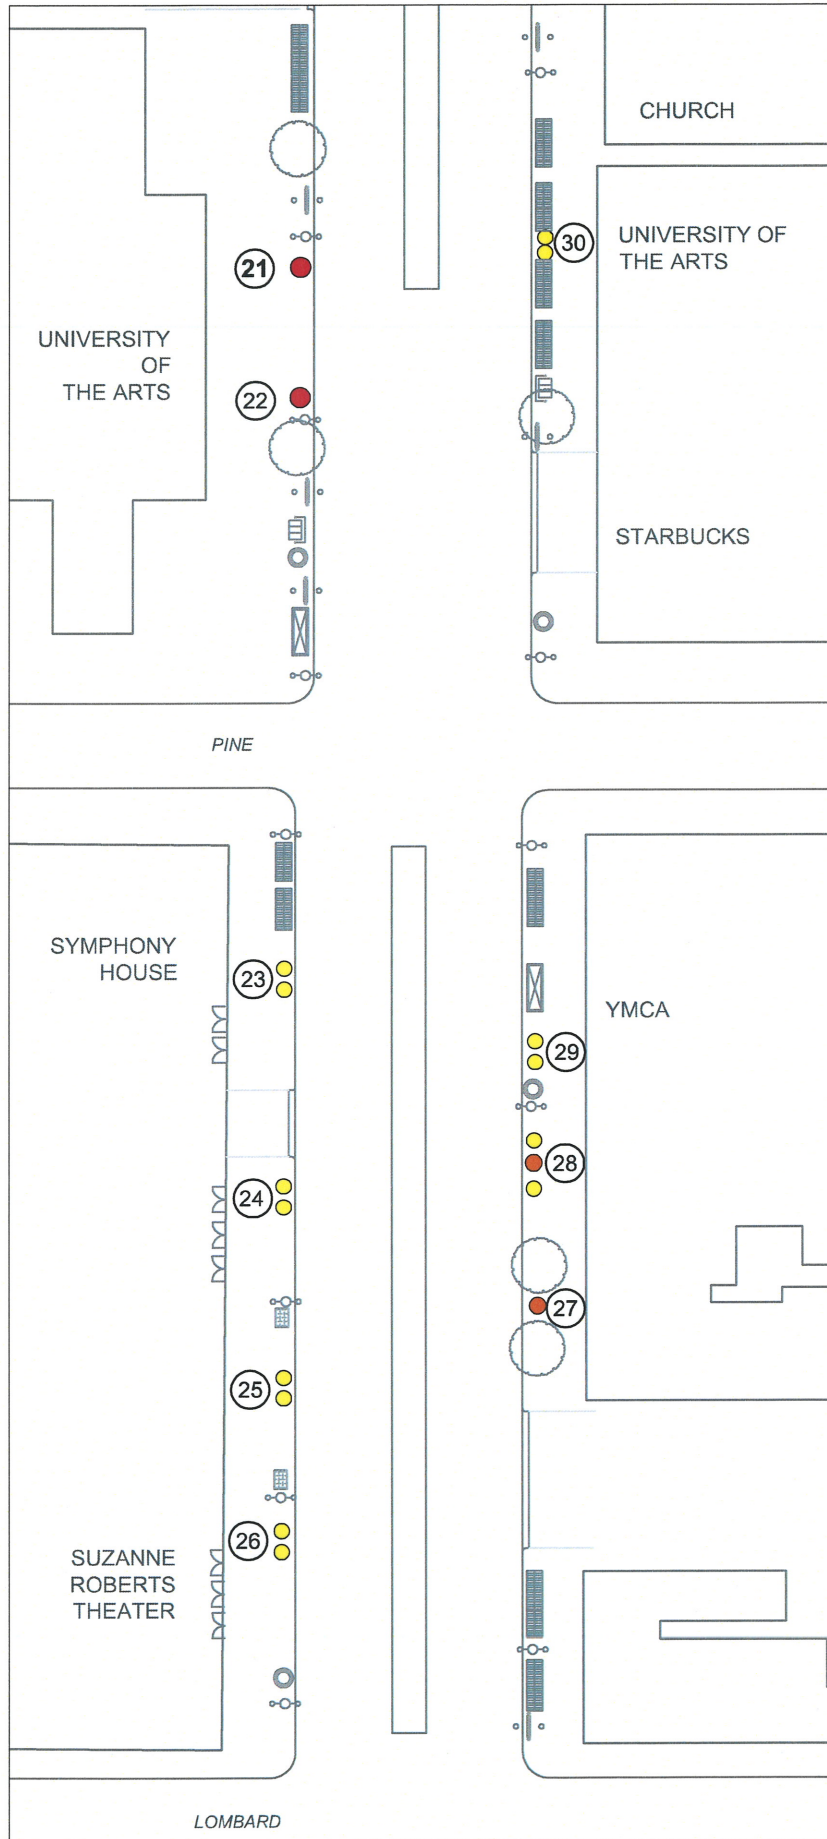 CHURCH
30
UNIVERSITY OF
THE ARTS
21
UNIVERSITY
OF
THE ARTS
22
STARBUCKS
PINE
SYMPHONY
HOUSE
23
YMCA
29
28
24
27
25
26
SUZANNE
ROBERTS
THEATER
LOMBARD